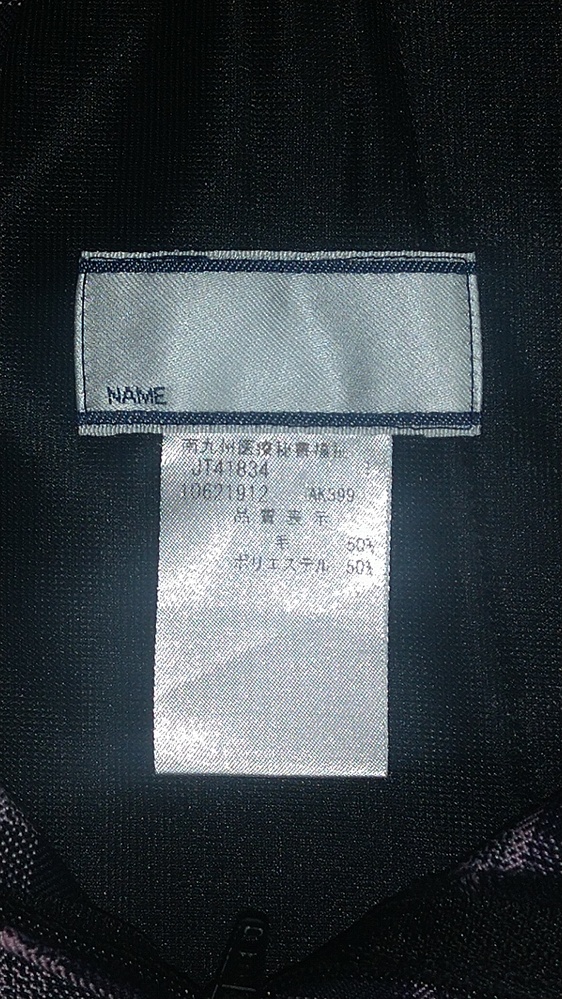 NAME
南九州医療秘書福祉
JT41834
10621912 AK399
品質表示
毛 50%
ポリエステル 50%